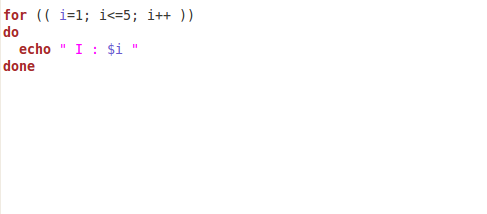 for (( i=1; i<=5; i++ ))
do
  echo " I : $i "
done